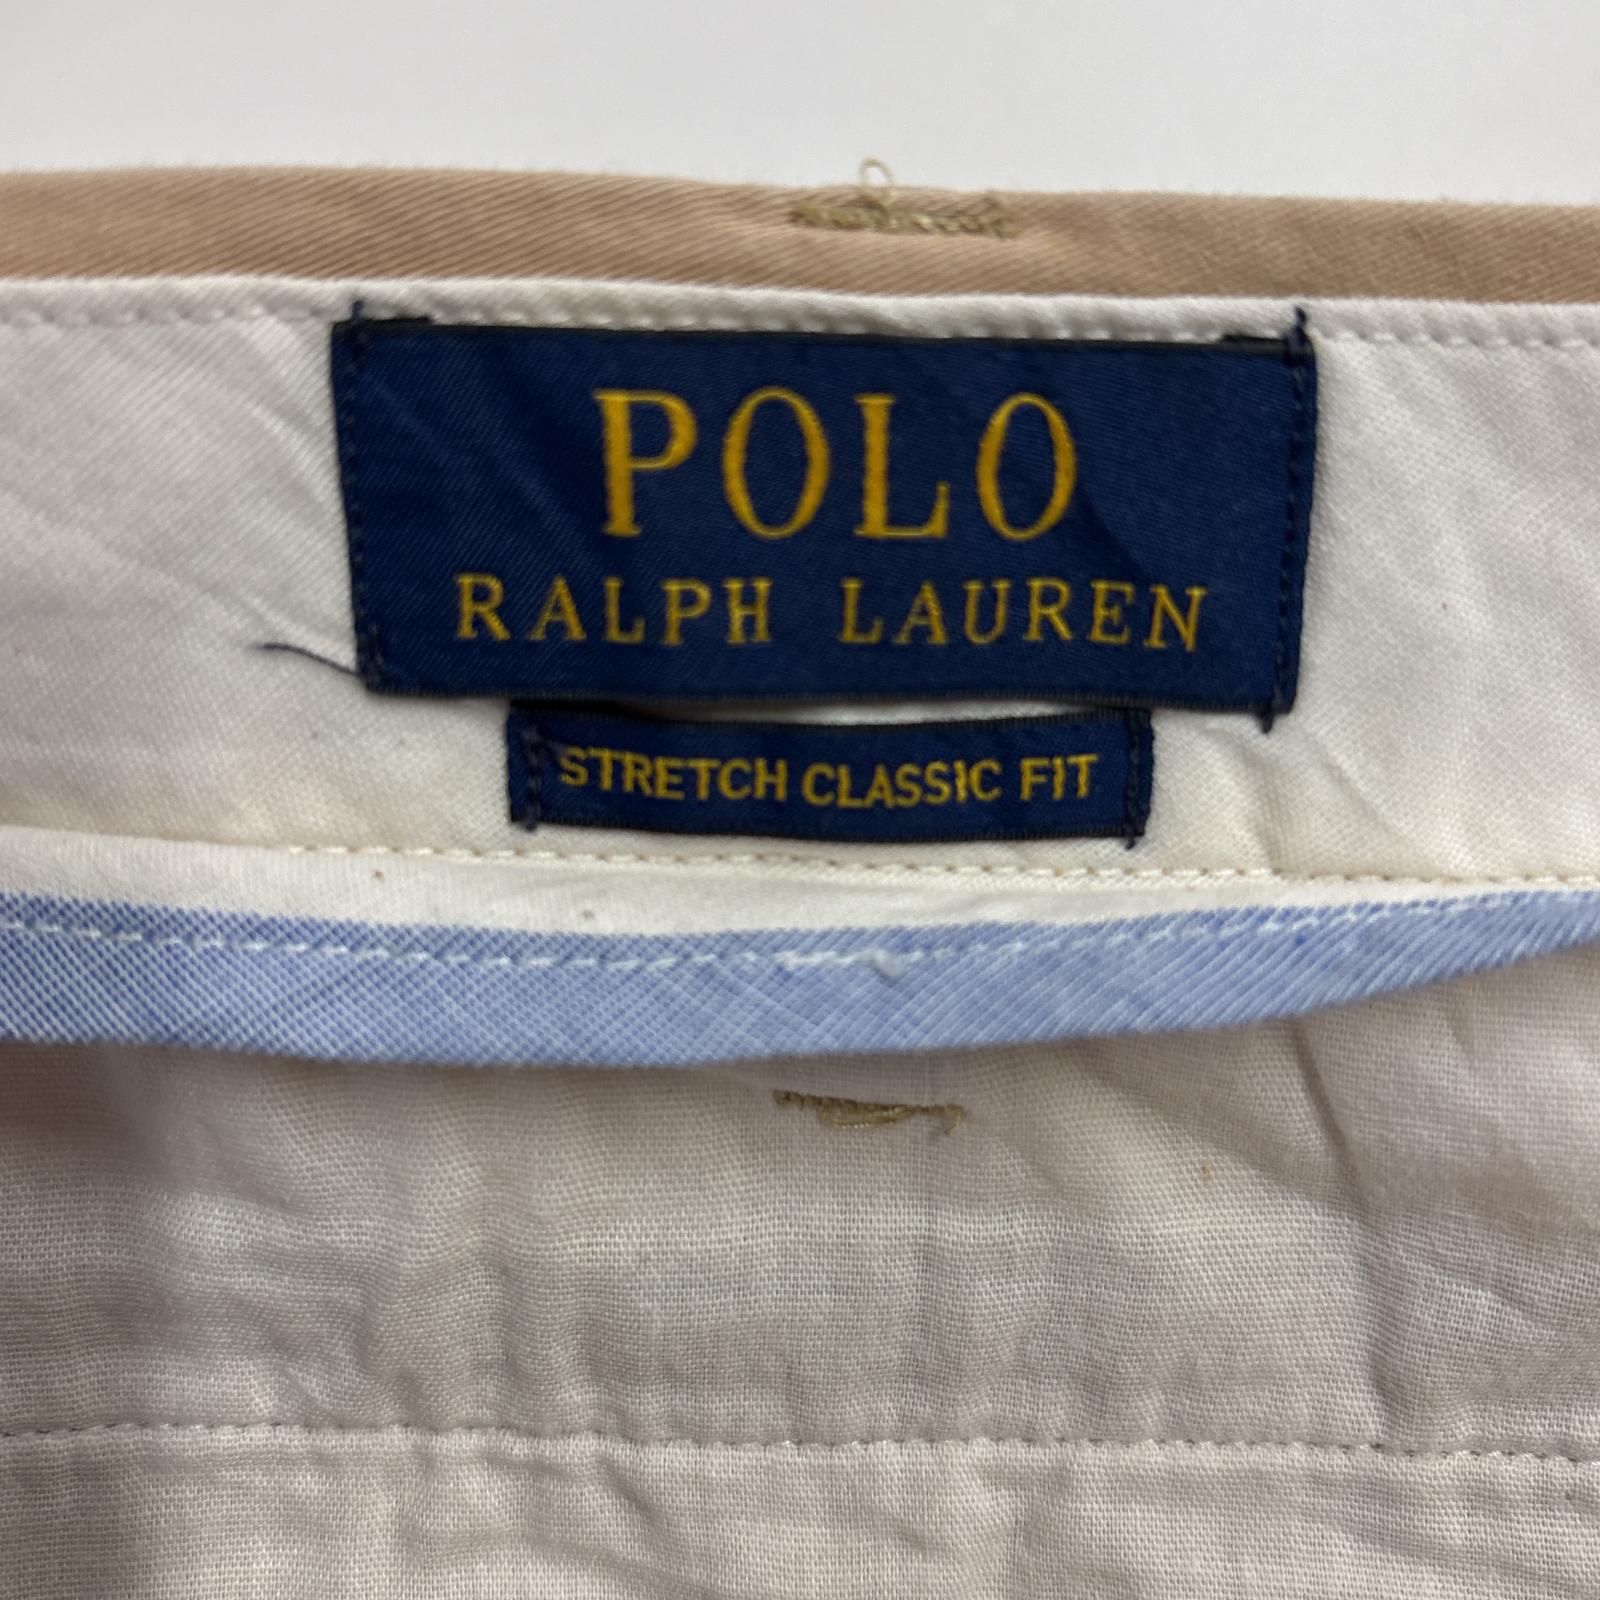 POLO
RALPH LAUREN
STRETCH CLASSIC FIT